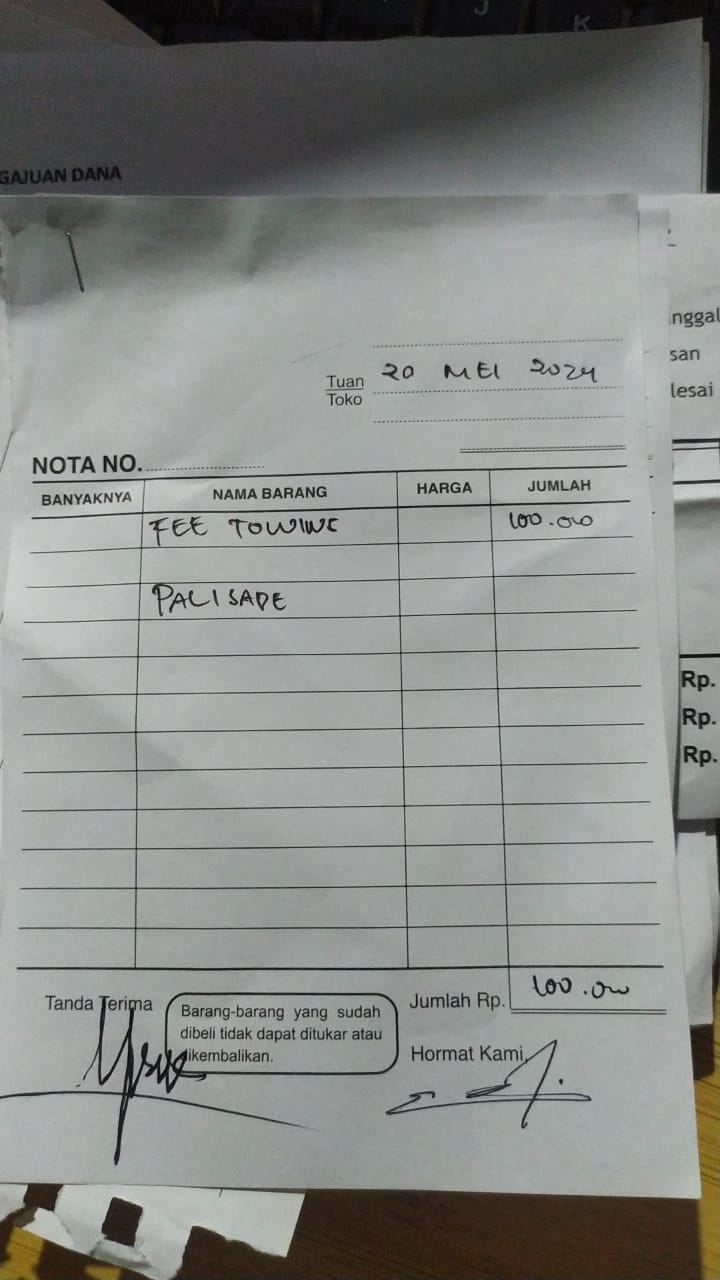 GAJUAN DANA
Tuan
Toko
20 MEI 2024
nggal
san
lesai
NOTA NO.
BANYAKNYA NAMA BARANG HARGA JUMLAH
FEE TOWING 100.000
PALISADE
Rp.
Rp.
Rp.
Jumlah Rp. 100.000
Tanda Terima
Barang-barang yang sudah
dibeli tidak dapat ditukar atau
dikembalikan.
Hormat Kami,